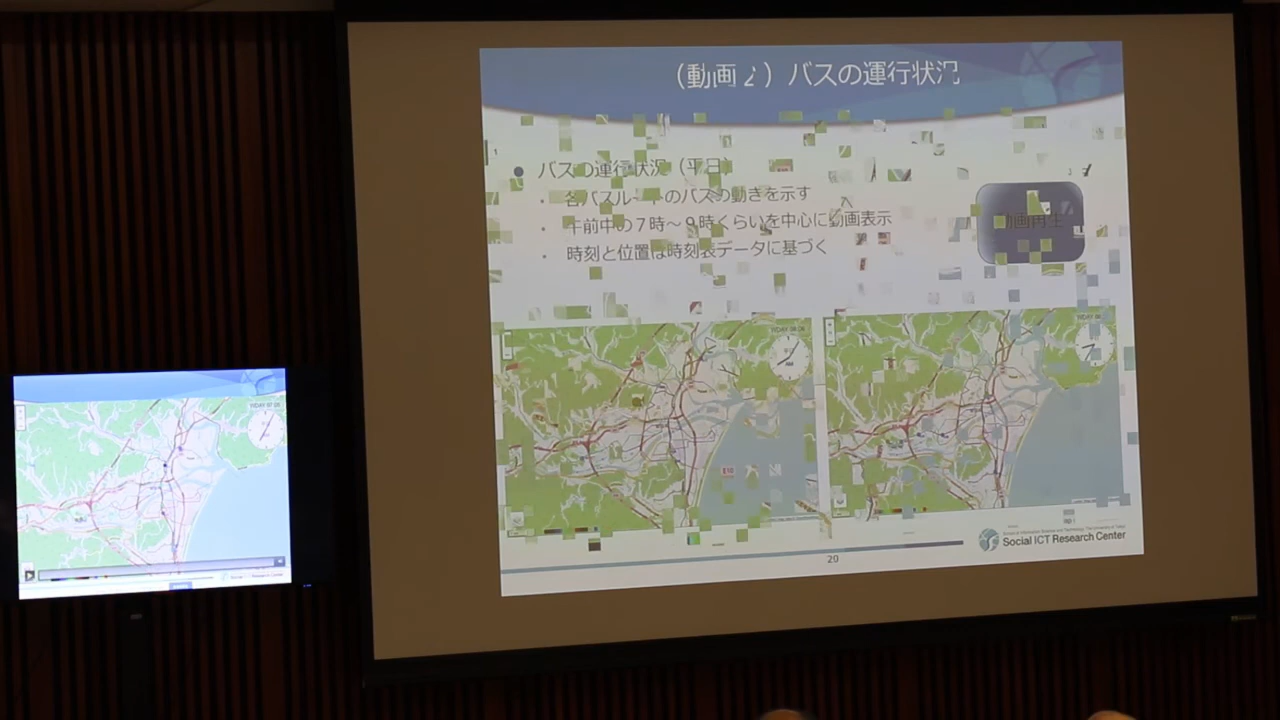 （動画２）バスの運行状況
バスの運行状況（平日）
各バスルートのバスの動きを示す
午前中の７時～９時くらいを中心に動画表示
時刻と位置は時刻表データに基づく
動画再生
Social ICT Research Center
20